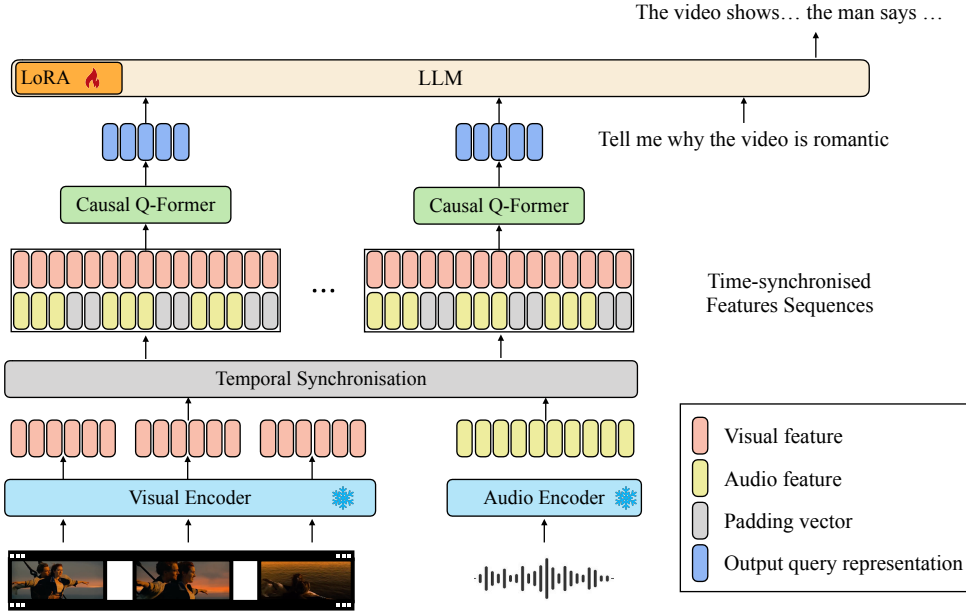 The video shows… the man says …
LoRA
LLM
Tell me why the video is romantic
Causal Q-Former
Causal Q-Former
...
Time-synchronised
Features Sequences
Temporal Synchronisation
Visual Encoder
Audio Encoder
Visual feature
Audio feature
Padding vector
Output query representation